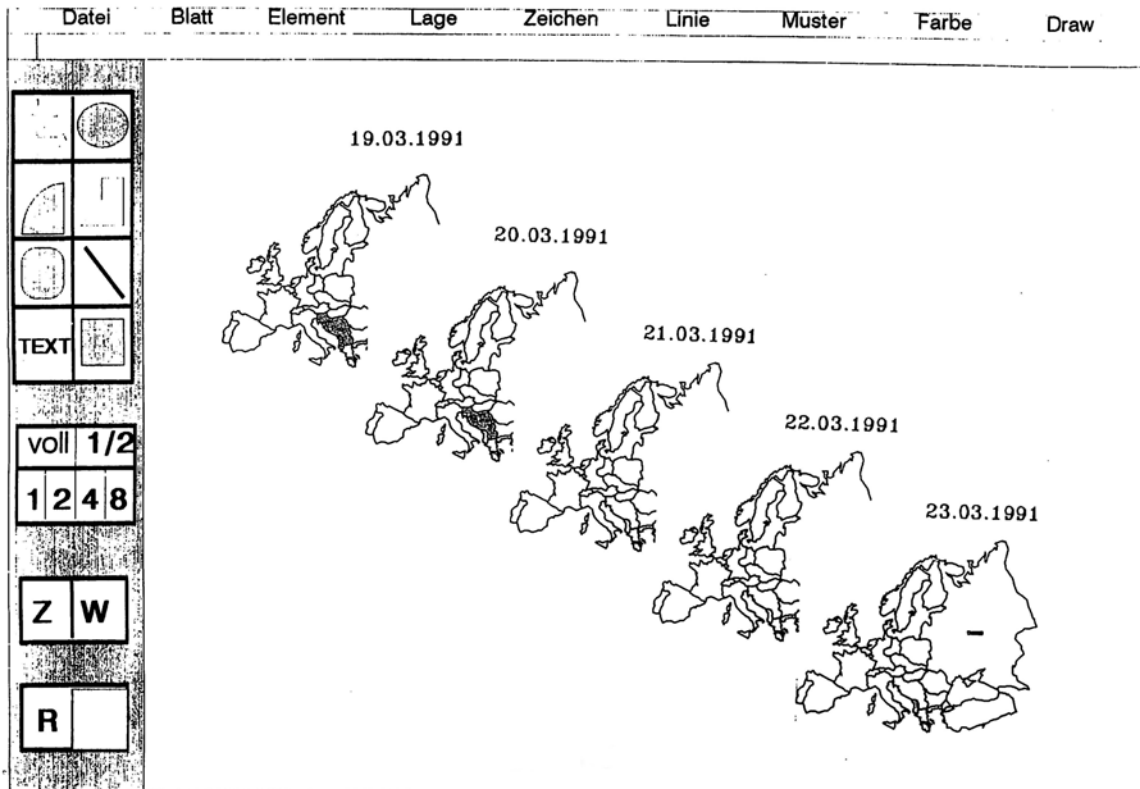 Datei Blatt Element Lage Zeichen Linie Muster Farbe Draw
19.03.1991
20.03.1991
21.03.1991
22.03.1991
23.03.1991
TEXT
voll 1/2
1 2 4 8
Z W
R